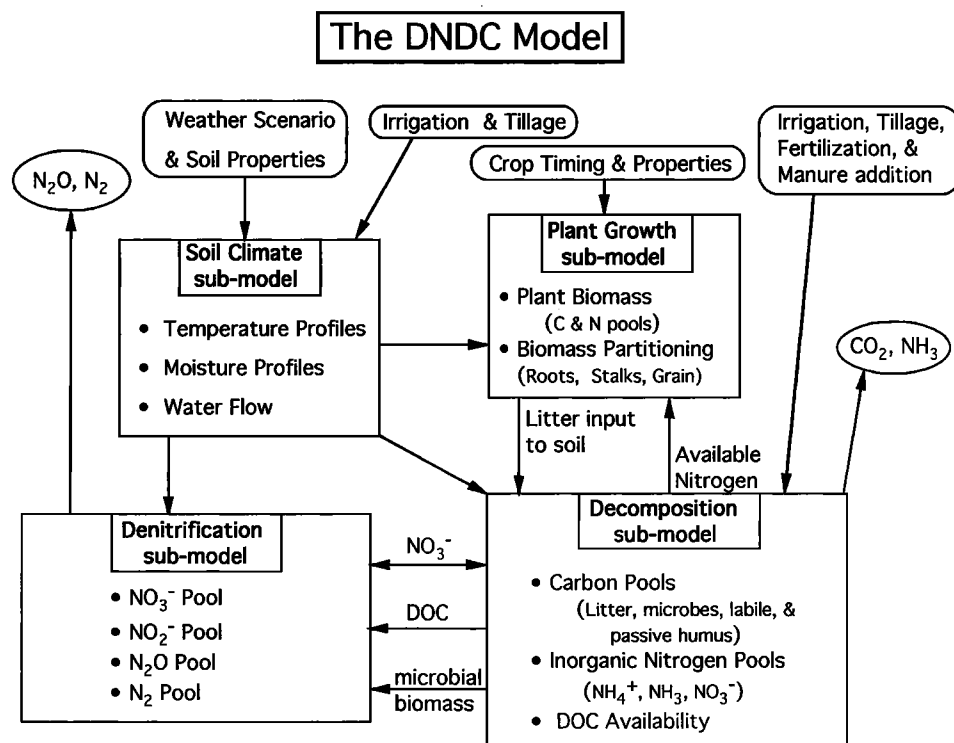 The DNDC Model
Weather Scenario
& Soil Properties
Irrigation & Tillage
Crop Timing & Properties
Irrigation, Tillage,
Fertilization, &
Manure addition
N₂O, N₂
Soil Climate
sub-model
• Temperature Profiles
• Moisture Profiles
• Water Flow
Plant Growth
sub-model
• Plant Biomass
(C & N pools)
• Biomass Partitioning
(Roots, Stalks, Grain)
CO₂, NH₃
Litter input
to soil
Available
Nitrogen
Denitrification
sub-model
• NO₃⁻ Pool
• NO₂⁻ Pool
• N₂O Pool
• N₂ Pool
NO₃⁻
DOC
microbial
biomass
Decomposition
sub-model
• Carbon Pools
(Litter, microbes, labile, &
passive humus)
• Inorganic Nitrogen Pools
(NH₄⁺, NH₃, NO₃⁻)
• DOC Availability